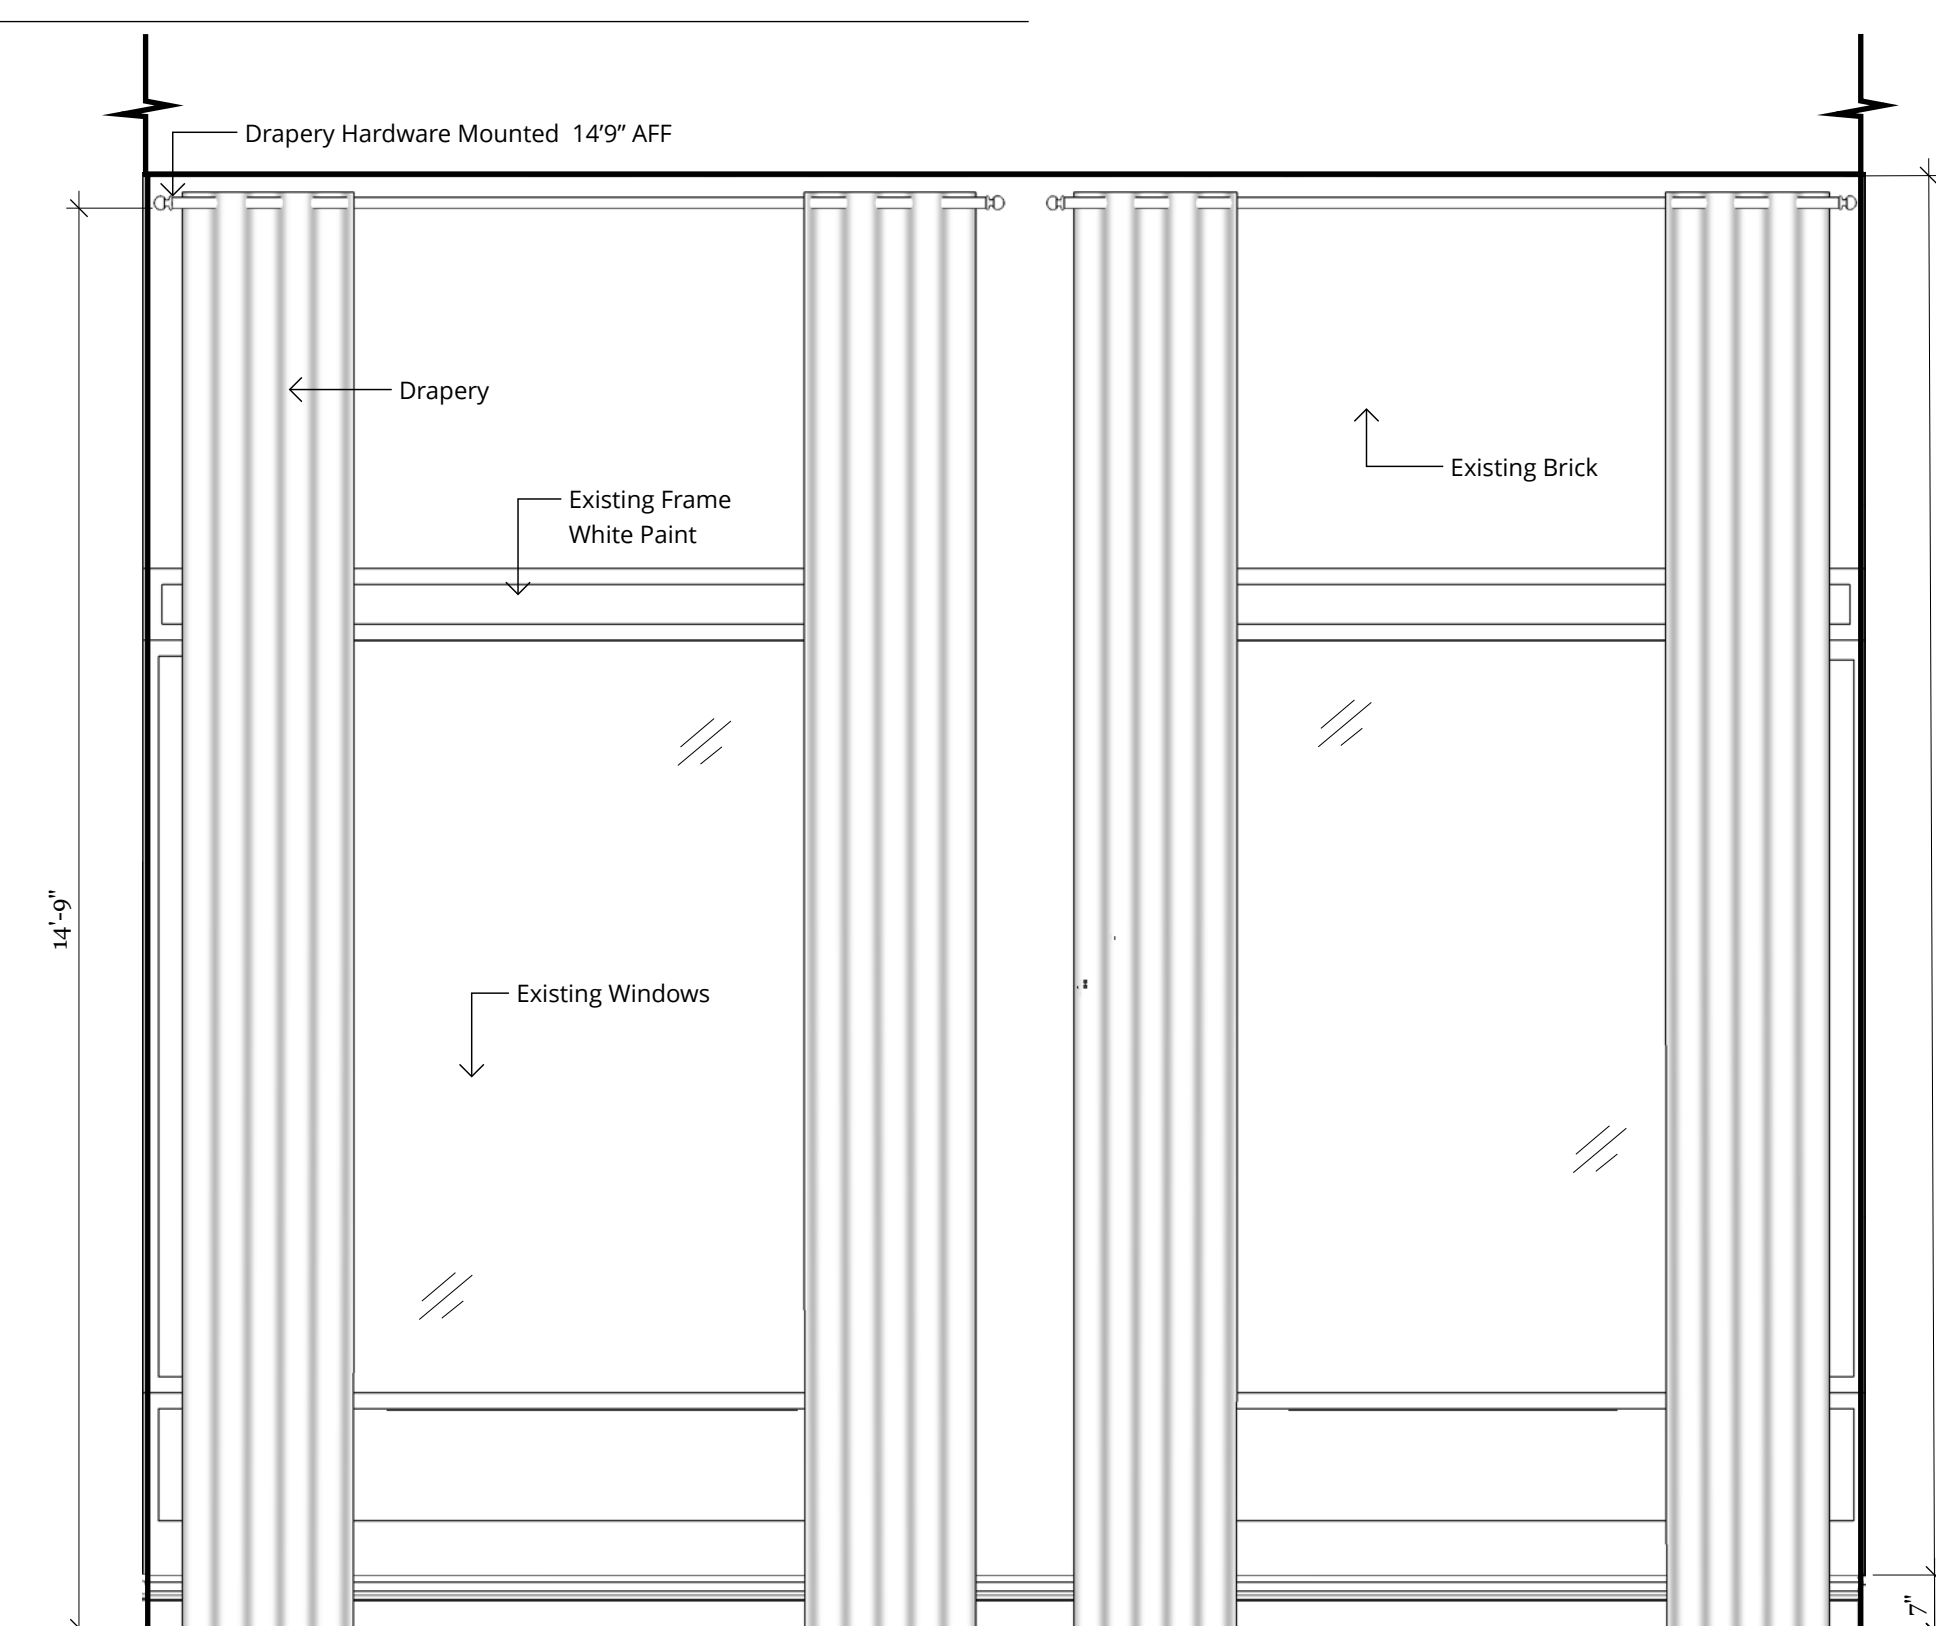 Drapery Hardware Mounted  14’9” AFF
Drapery
Existing Brick
Existing Frame
White Paint
14'-9"
Existing Windows
7"